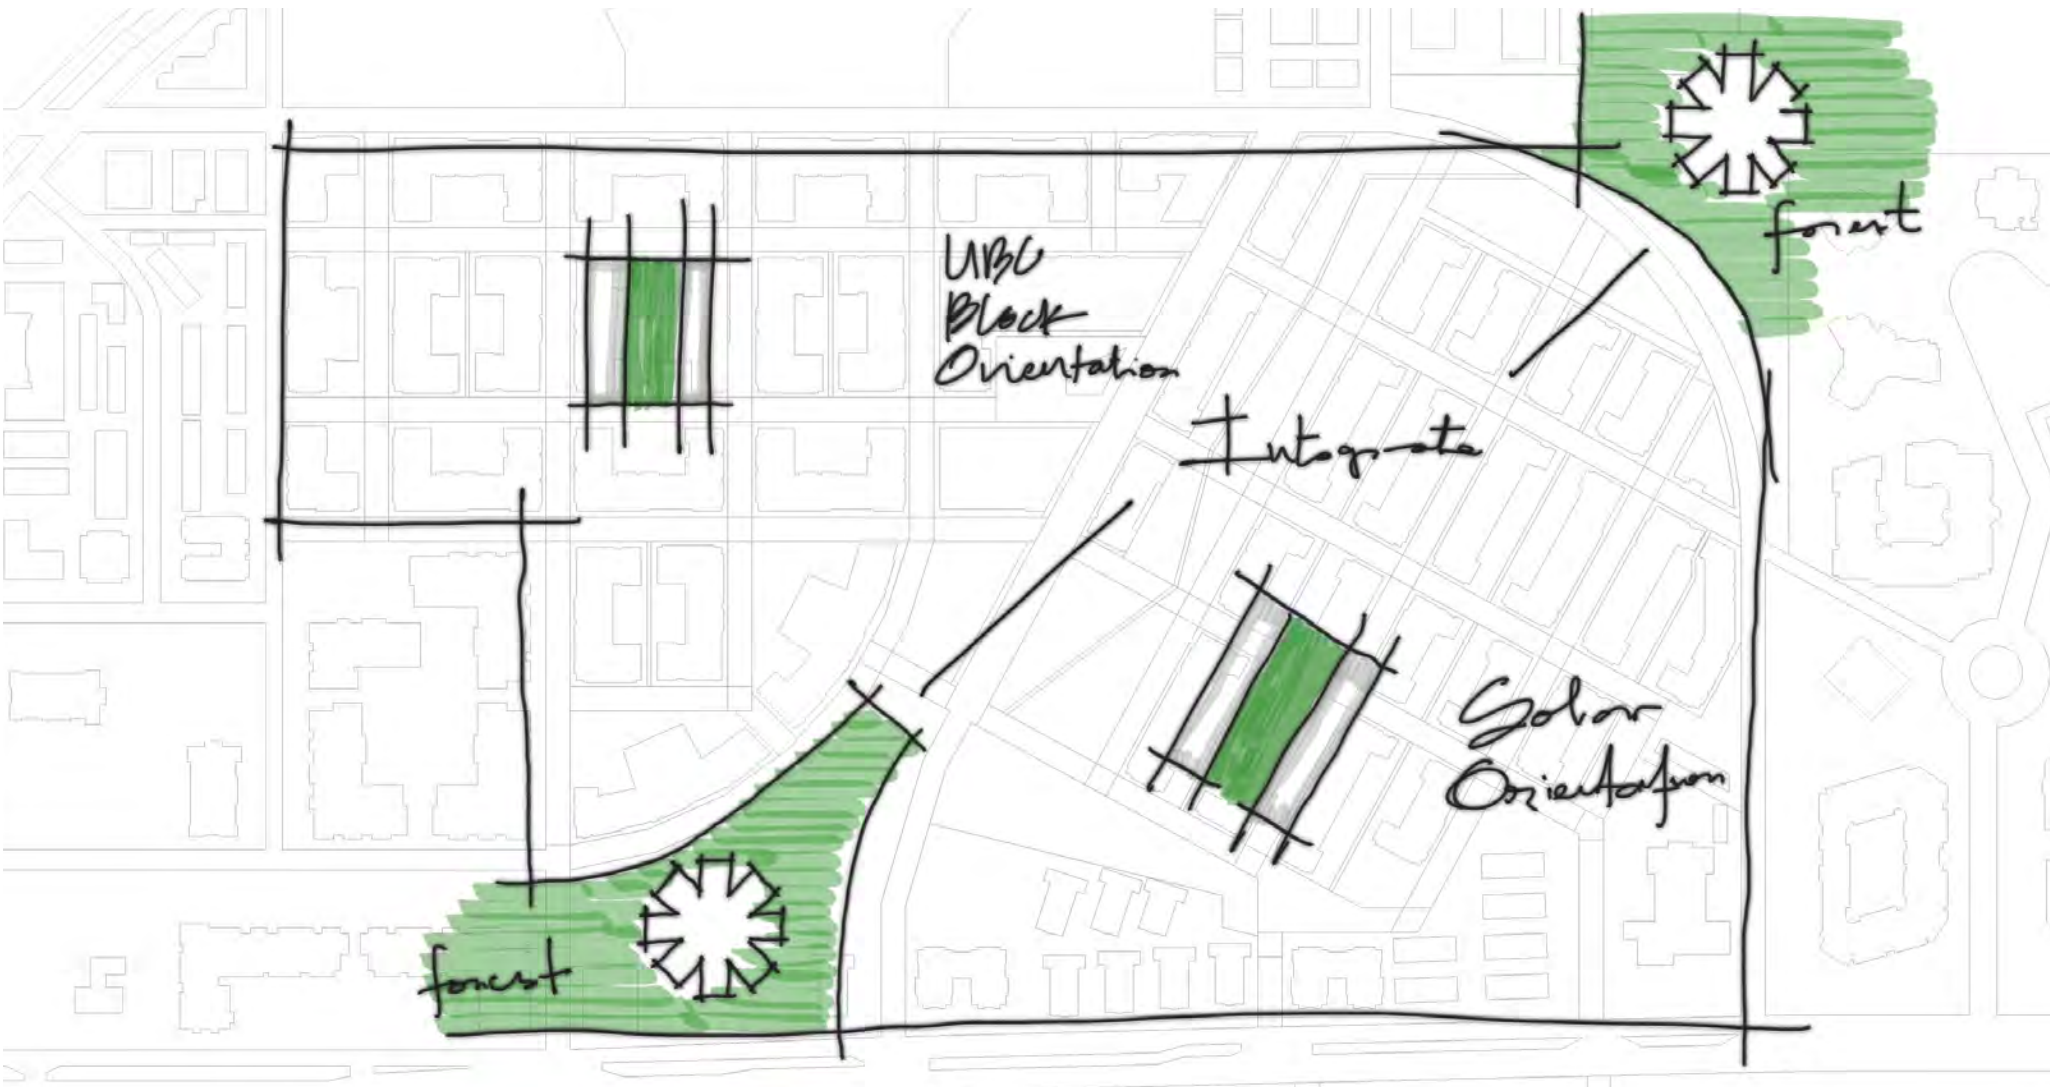 forest
UBC
Block
Orientation
Integrate
Solar
Orientation
forest